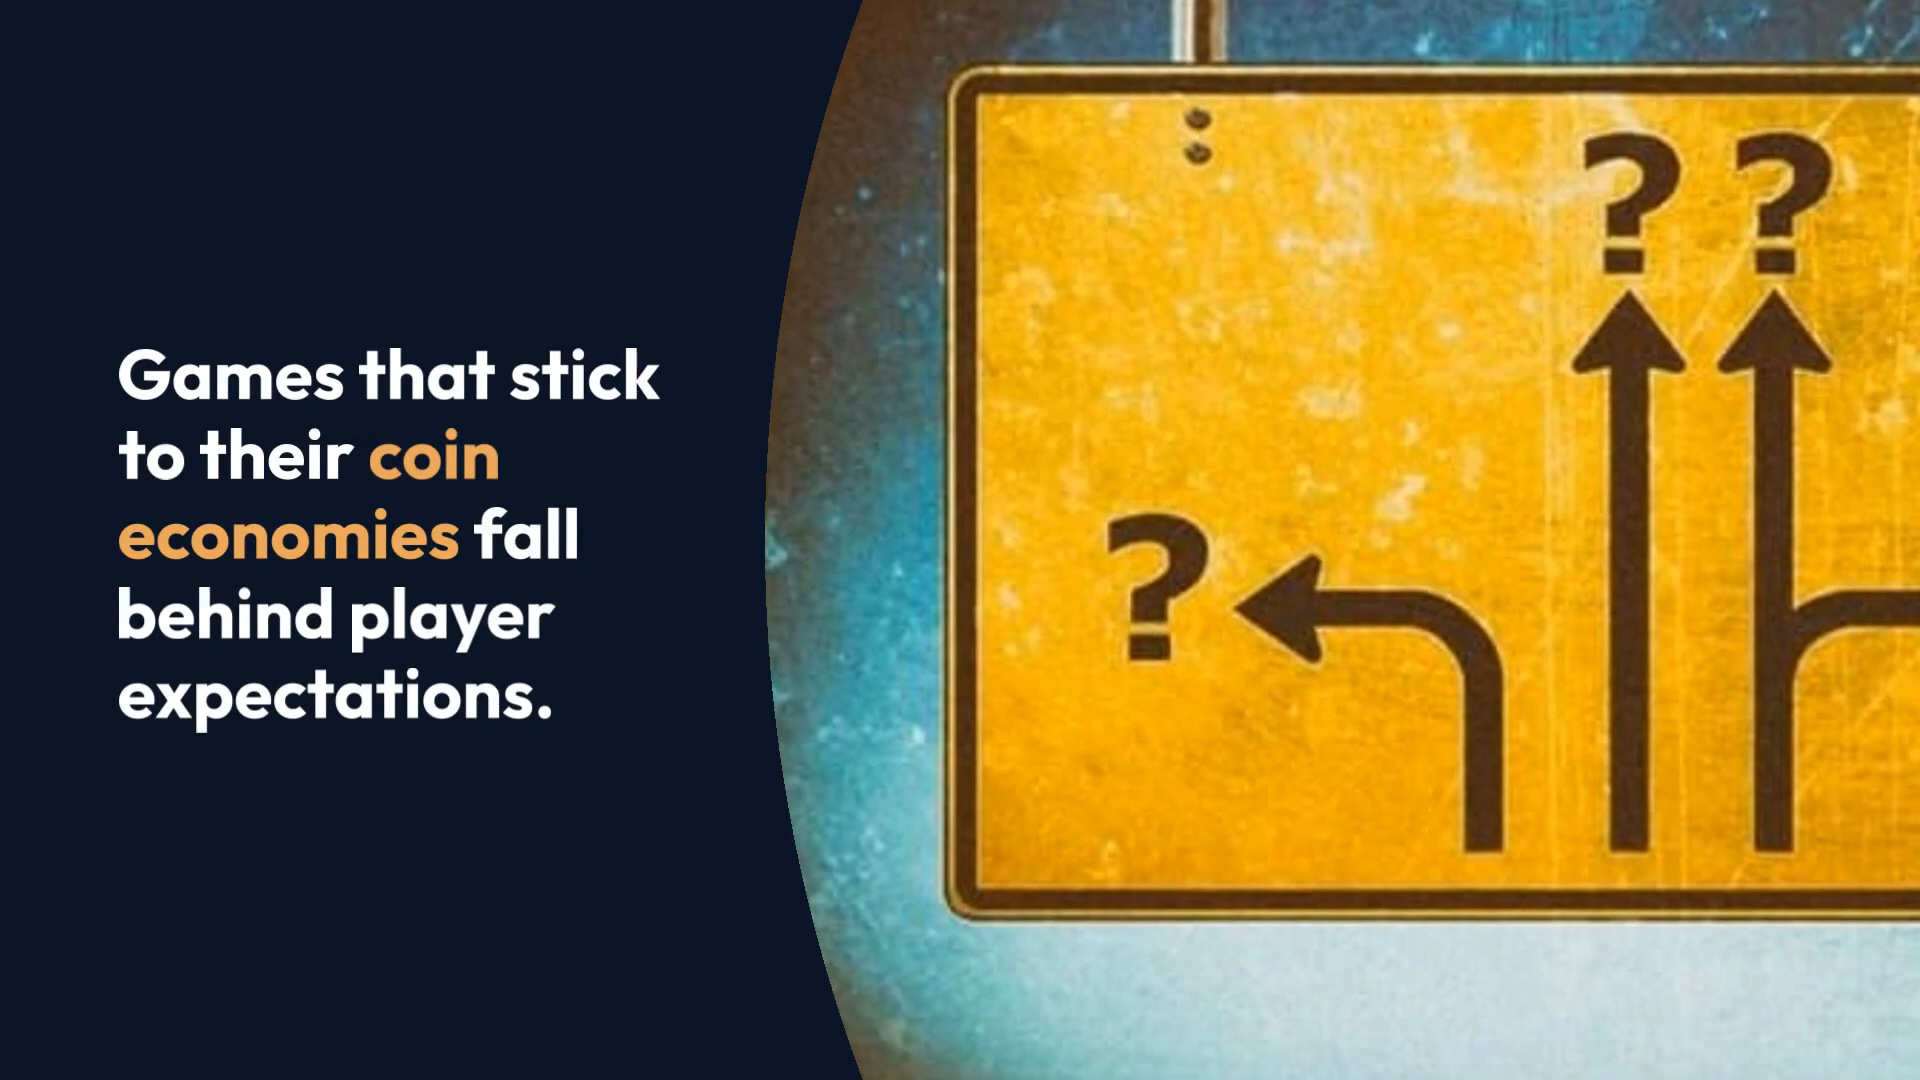 Games that stick
to their coin
economies fall
behind player
expectations.
? ?
?